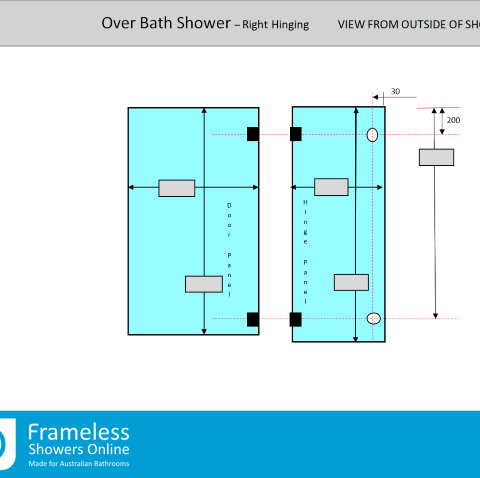 Over Bath Shower – Right Hinging VIEW FROM OUTSIDE OF SHO
30
200
Door Panel
Hinge Panel
Frameless
Showers Online
Made for Australian Bathrooms